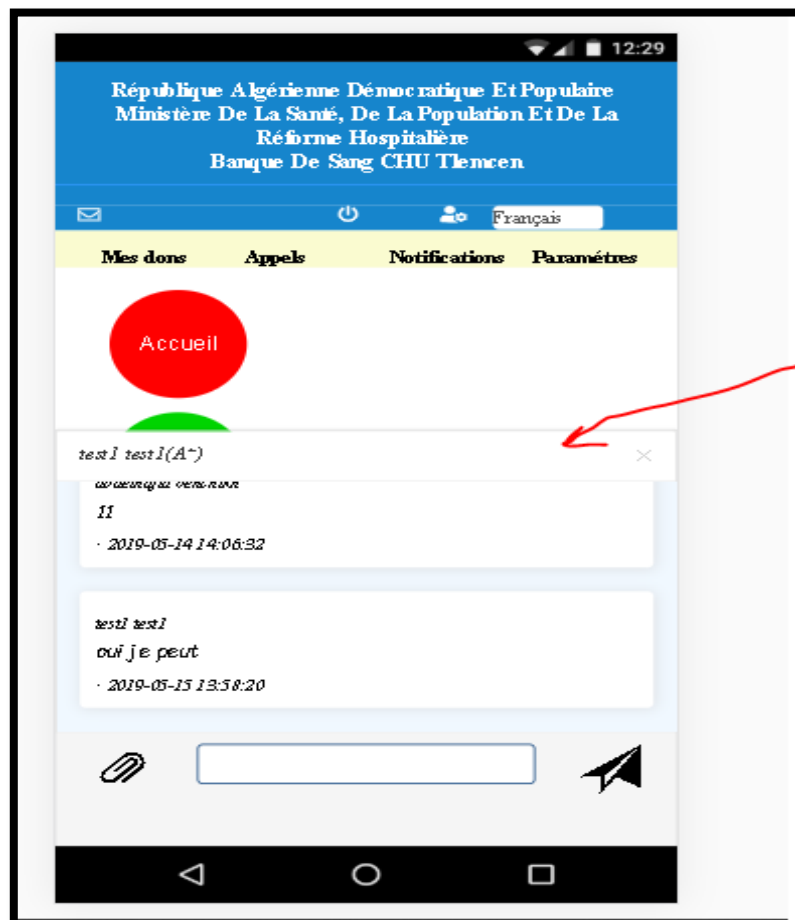 12:29
République Algérienne Démocratique Et Populaire
Ministère De La Santé, De La Population Et De La
Réforme Hospitalière
Banque De Sang CHU Tlemcen
Français
Mes dons Appels Notifications Paramétres
Accueil
test1 test1(A⁺)
11
· 2019-05-14 14:06:32
test1 test1
oui je peut
· 2019-05-15 13:58:20